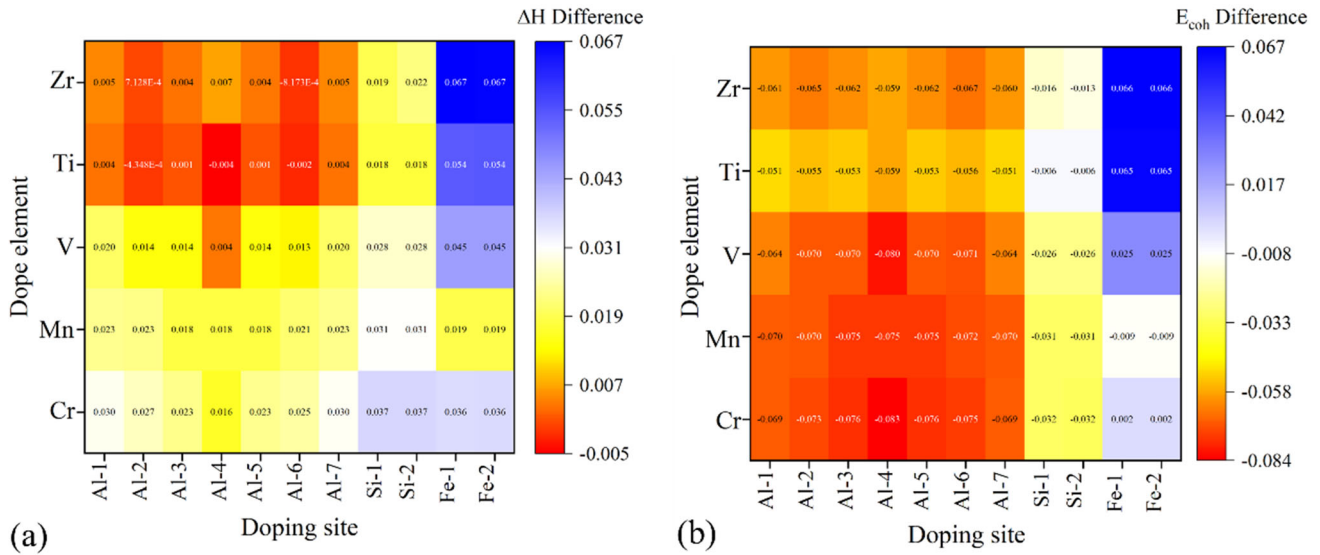 ΔH Difference
Zr 0.005 7.128E-4 0.004 0.007 0.004 -8.173E-4 0.005 0.019 0.022 0.067 0.067
Ti 0.004 -4.348E-4 0.001 -0.004 0.001 -0.002 0.004 0.018 0.018 0.054 0.054
V 0.020 0.014 0.014 0.004 0.014 0.013 0.020 0.028 0.028 0.045 0.045
Mn 0.023 0.023 0.018 0.018 0.018 0.021 0.023 0.031 0.031 0.019 0.019
Cr 0.030 0.027 0.023 0.016 0.023 0.025 0.030 0.037 0.037 0.036 0.036
Dope element
Al-1 Al-2 Al-3 Al-4 Al-5 Al-6 Al-7 Si-1 Si-2 Fe-1 Fe-2
Doping site
0.067
0.055
0.043
0.031
0.019
0.007
-0.005
(a)
E_coh Difference
Zr -0.061 -0.065 -0.062 -0.059 -0.062 -0.067 -0.060 -0.016 -0.013 0.066 0.066
Ti -0.051 -0.055 -0.053 -0.059 -0.053 -0.056 -0.051 -0.006 -0.006 0.065 0.065
V -0.064 -0.070 -0.070 -0.080 -0.070 -0.071 -0.064 -0.026 -0.026 0.025 0.025
Mn -0.070 -0.070 -0.075 -0.075 -0.075 -0.072 -0.070 -0.031 -0.031 -0.009 -0.009
Cr -0.069 -0.073 -0.076 -0.083 -0.076 -0.075 -0.069 -0.032 -0.032 0.002 0.002
Dope element
Al-1 Al-2 Al-3 Al-4 Al-5 Al-6 Al-7 Si-1 Si-2 Fe-1 Fe-2
Doping site
0.067
0.042
0.017
-0.008
-0.033
-0.058
-0.084
(b)